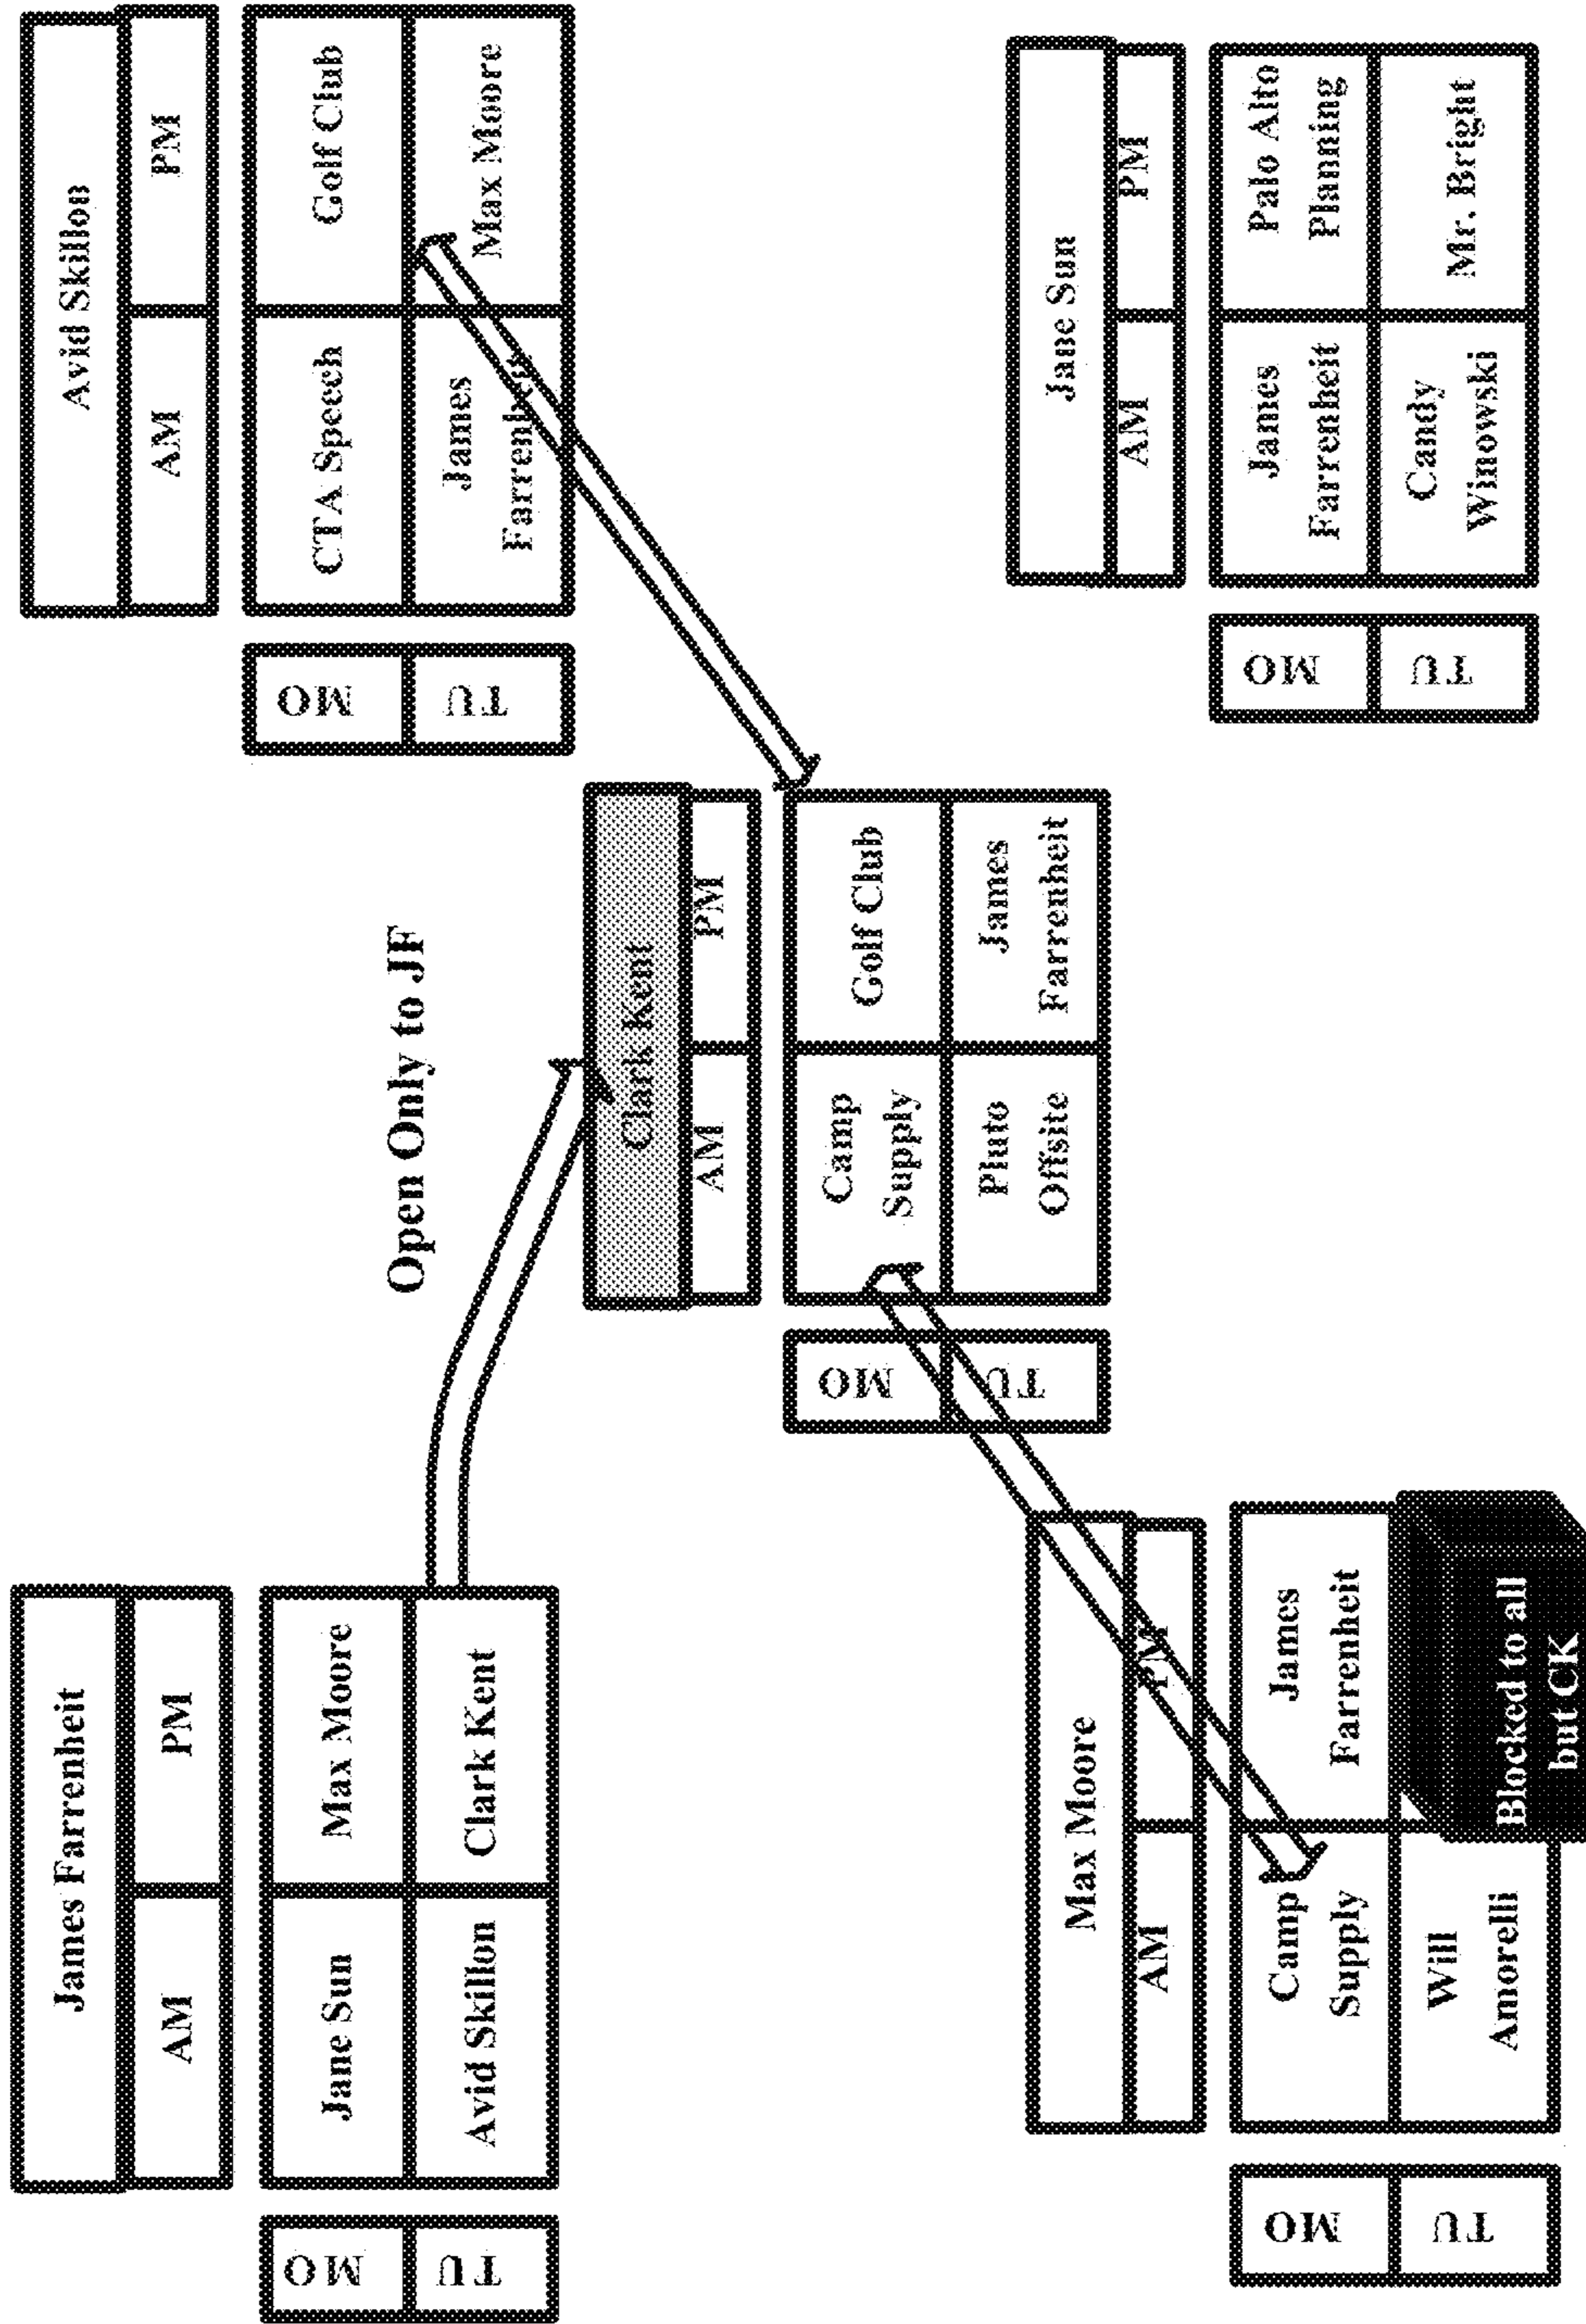 James Farrenheit
AM
PM
MO
Jane Sun
Max Moore
TU
Avid Skillon
Clark Kent
Open Only to JF
Avid Skillon
AM
PM
MO
CTA Speech
Golf Club
TU
James
Farrenheit
Max Moore
Clark Kent
AM
PM
MO
Camp
Supply
Golf Club
TU
Pluto
Offsite
James
Farrenheit
Max Moore
AM
PM
MO
Camp
Supply
James
Farrenheit
TU
Will
Amorelli
Blocked to all
but CK
Jane Sun
AM
PM
MO
James
Farrenheit
Palo Alto
Planning
TU
Candy
Winowski
Mr. Bright